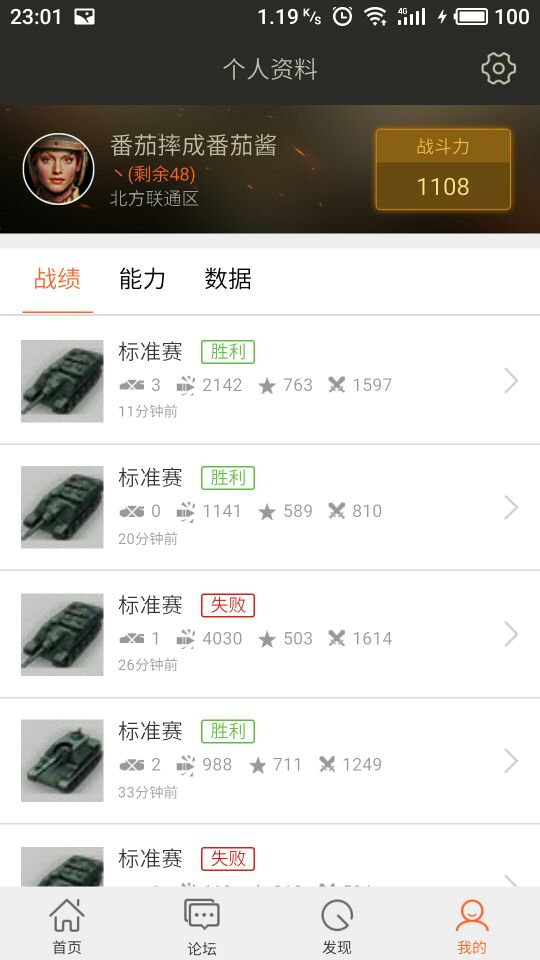 23:01 1.19 K/s 4G 100
个人资料
番茄摔成番茄酱
丶(剩余48)
北方联通区
战斗力
1108
战绩 能力 数据
标准赛 胜利
3 2142 763 1597
11分钟前
标准赛 胜利
0 1141 589 810
20分钟前
标准赛 失败
1 4030 503 1614
26分钟前
标准赛 胜利
2 988 711 1249
33分钟前
标准赛 失败
首页 论坛 发现 我的